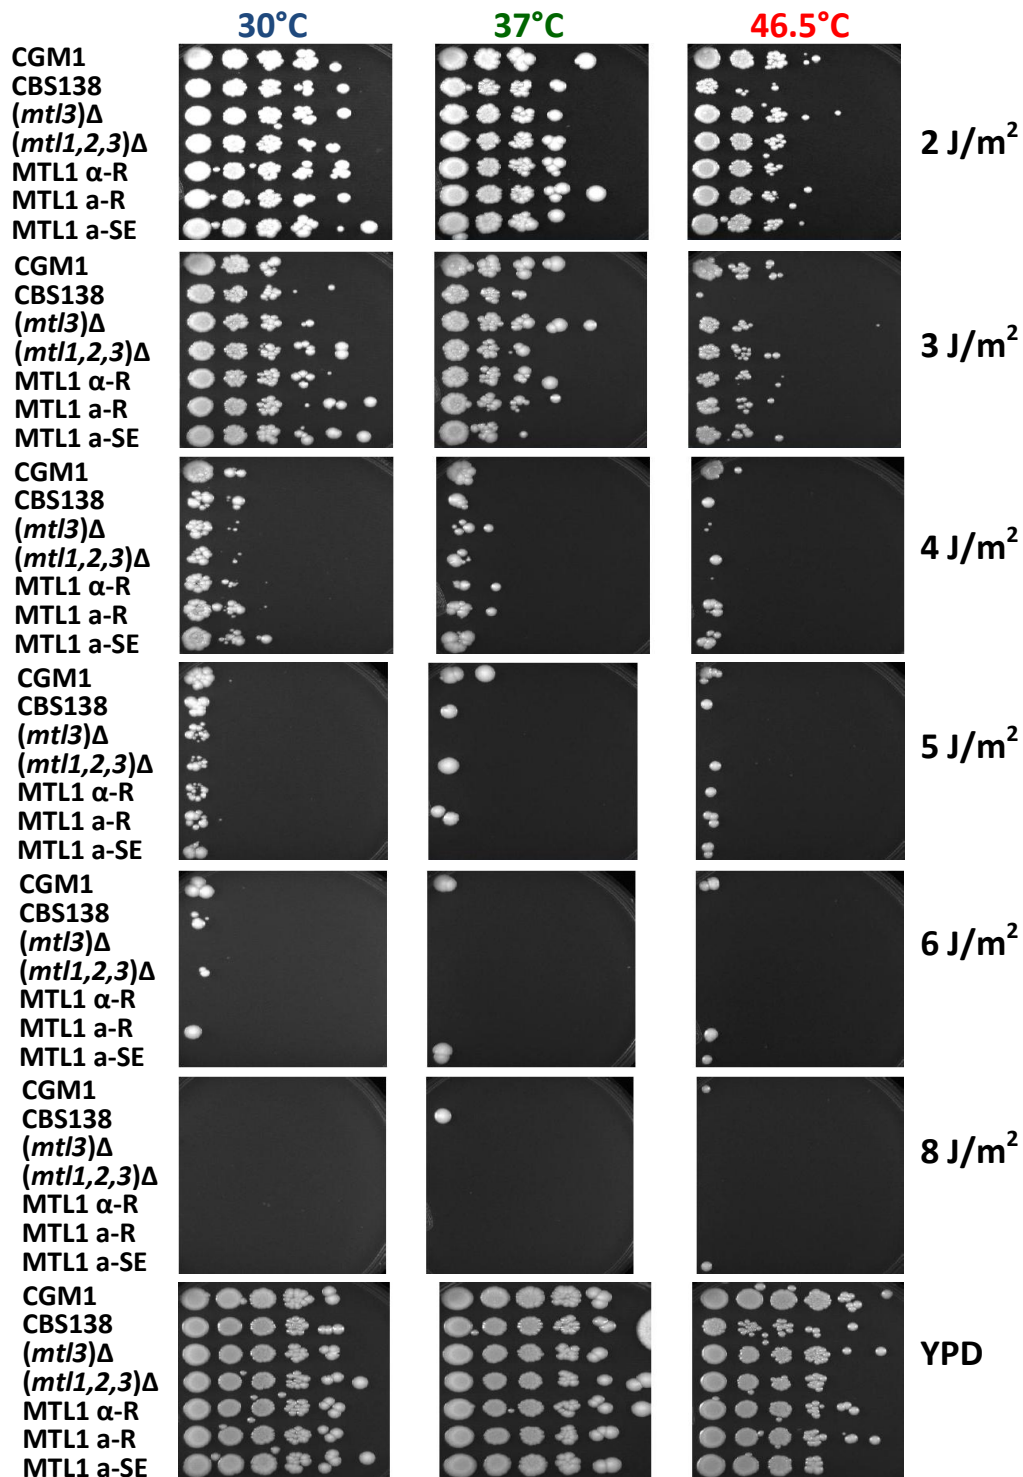 30°C 37°C 46.5°C
CGM1
CBS138
(mtl3)Δ
(mtl1,2,3)Δ
MTL1 α-R
MTL1 a-R
MTL1 a-SE
2 J/m²
CGM1
CBS138
(mtl3)Δ
(mtl1,2,3)Δ
MTL1 α-R
MTL1 a-R
MTL1 a-SE
3 J/m²
CGM1
CBS138
(mtl3)Δ
(mtl1,2,3)Δ
MTL1 α-R
MTL1 a-R
MTL1 a-SE
4 J/m²
CGM1
CBS138
(mtl3)Δ
(mtl1,2,3)Δ
MTL1 α-R
MTL1 a-R
MTL1 a-SE
5 J/m²
CGM1
CBS138
(mtl3)Δ
(mtl1,2,3)Δ
MTL1 α-R
MTL1 a-R
MTL1 a-SE
6 J/m²
CGM1
CBS138
(mtl3)Δ
(mtl1,2,3)Δ
MTL1 α-R
MTL1 a-R
MTL1 a-SE
8 J/m²
CGM1
CBS138
(mtl3)Δ
(mtl1,2,3)Δ
MTL1 α-R
MTL1 a-R
MTL1 a-SE
YPD